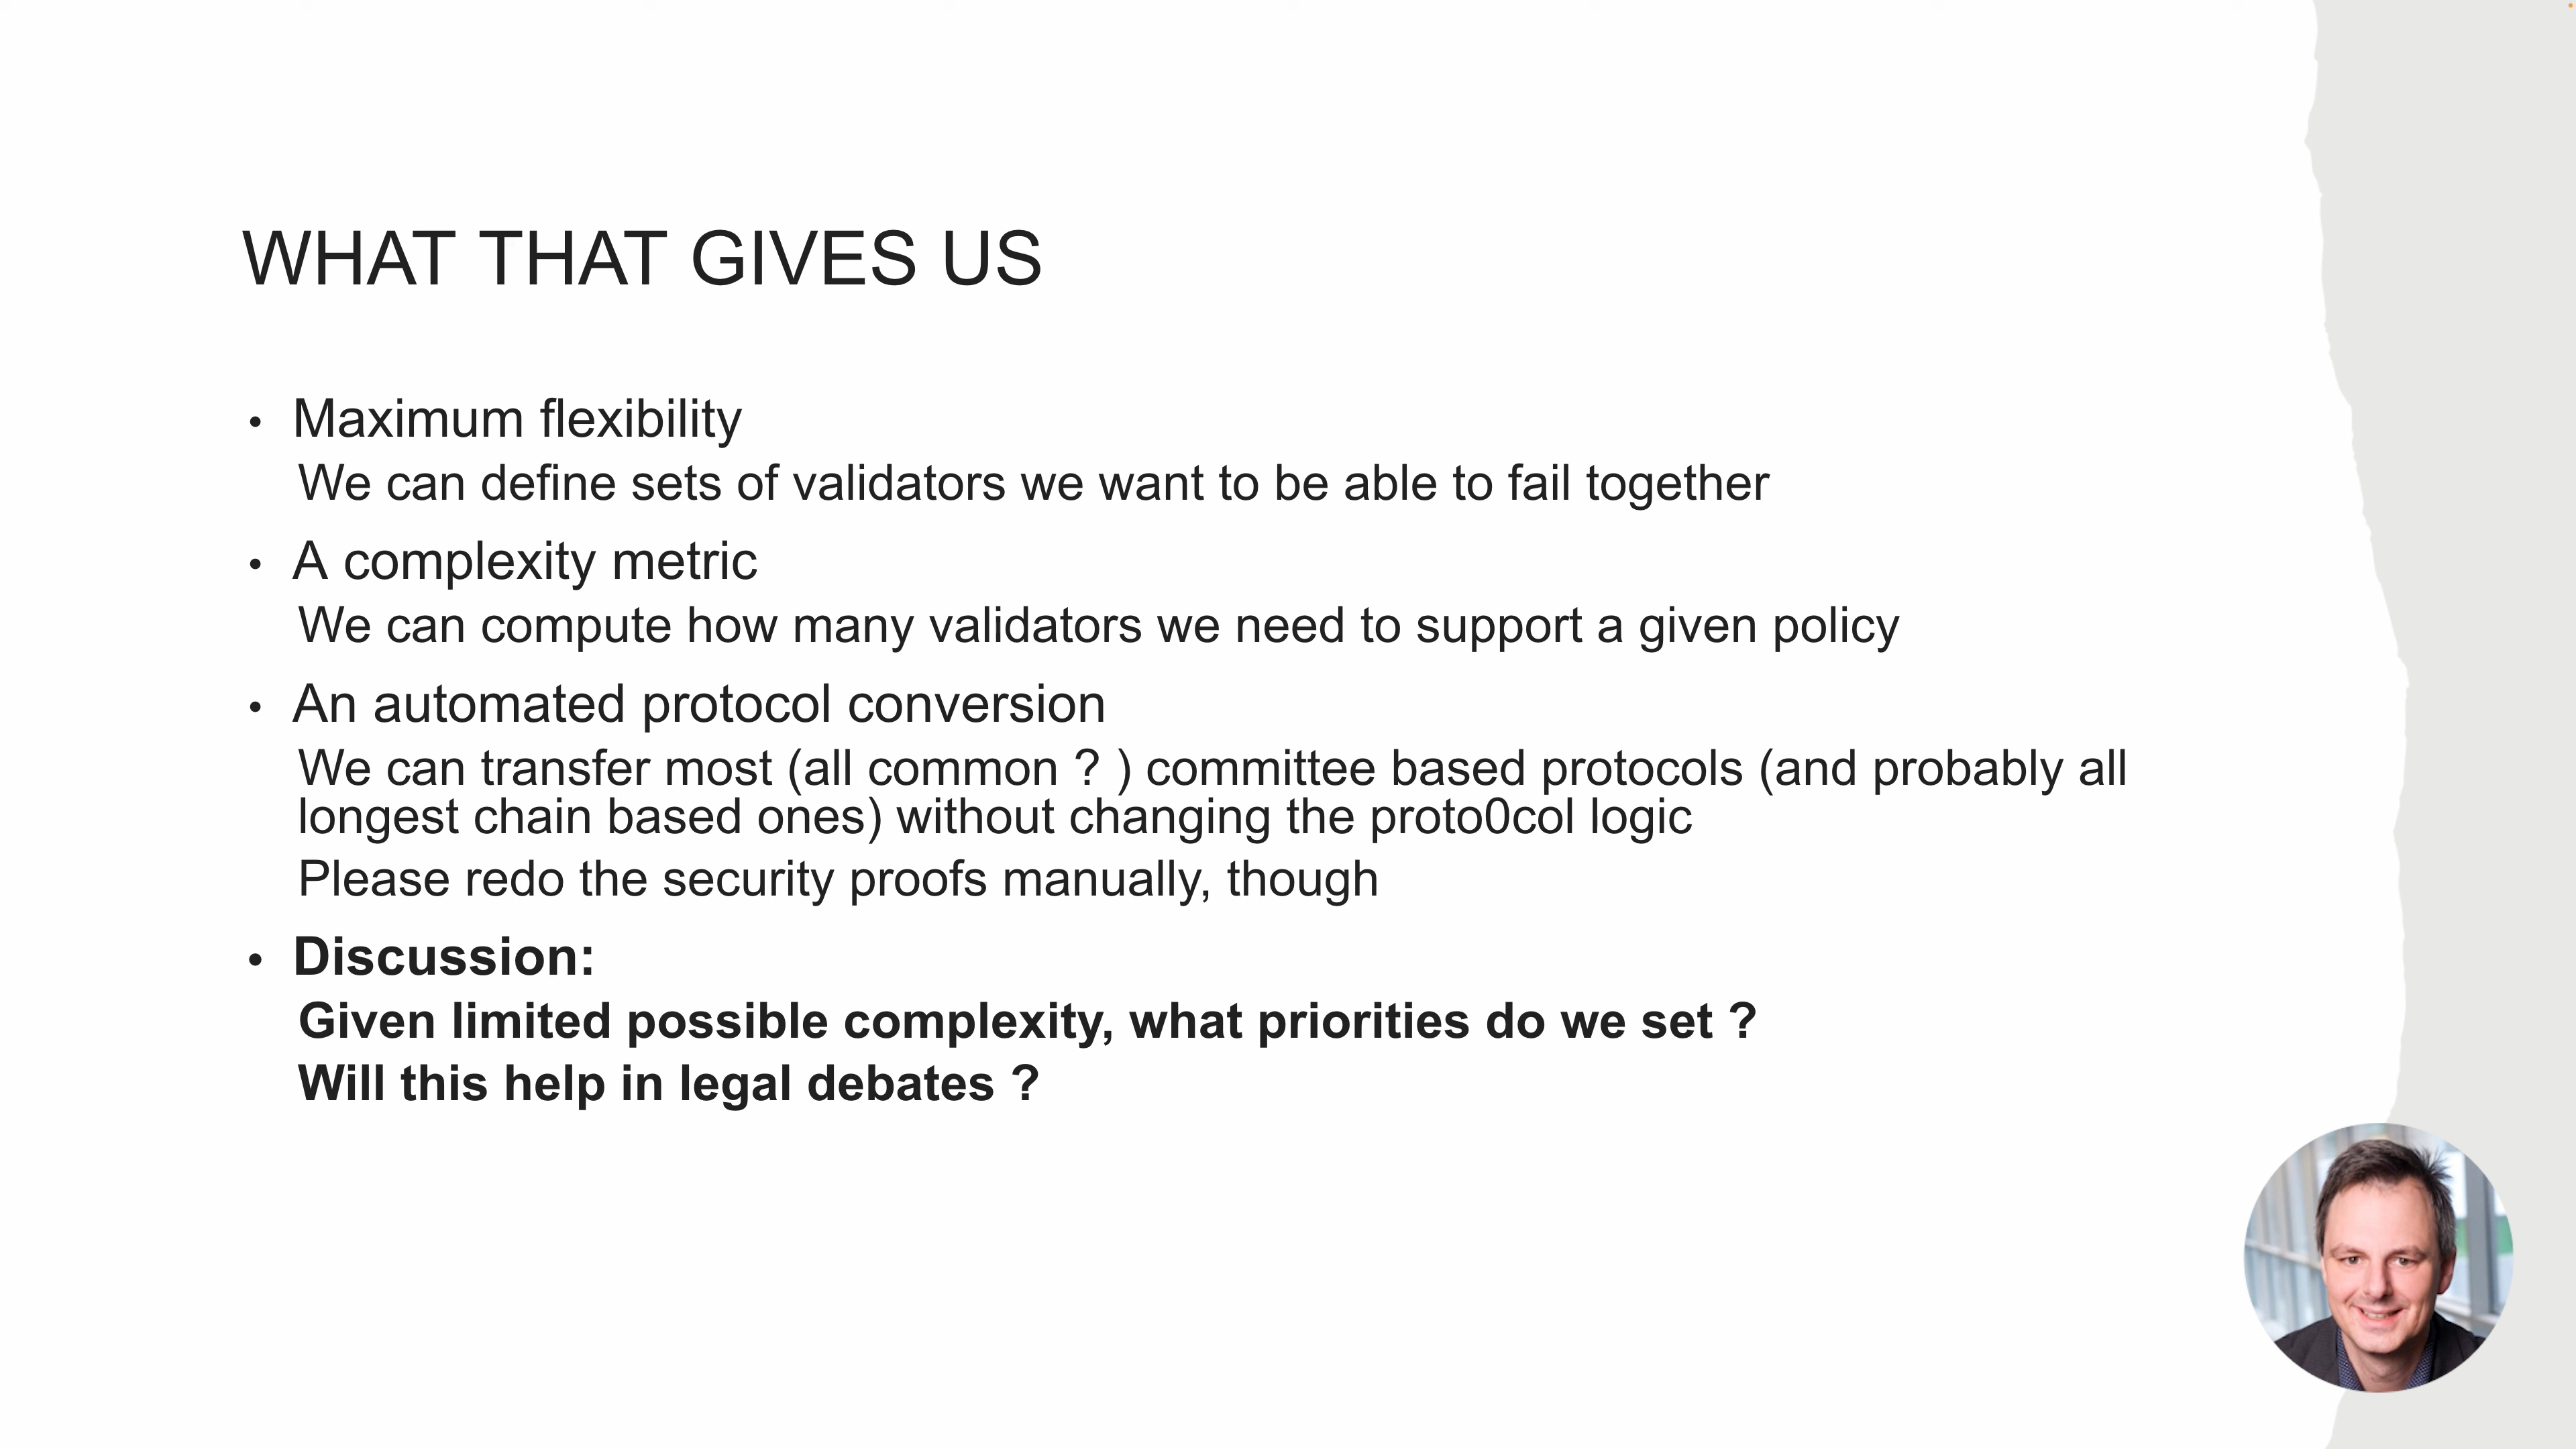 WHAT THAT GIVES US
• Maximum flexibility
We can define sets of validators we want to be able to fail together
• A complexity metric
We can compute how many validators we need to support a given policy
• An automated protocol conversion
We can transfer most (all common ? ) committee based protocols (and probably all
longest chain based ones) without changing the proto0col logic
Please redo the security proofs manually, though
• Discussion:
Given limited possible complexity, what priorities do we set ?
Will this help in legal debates ?